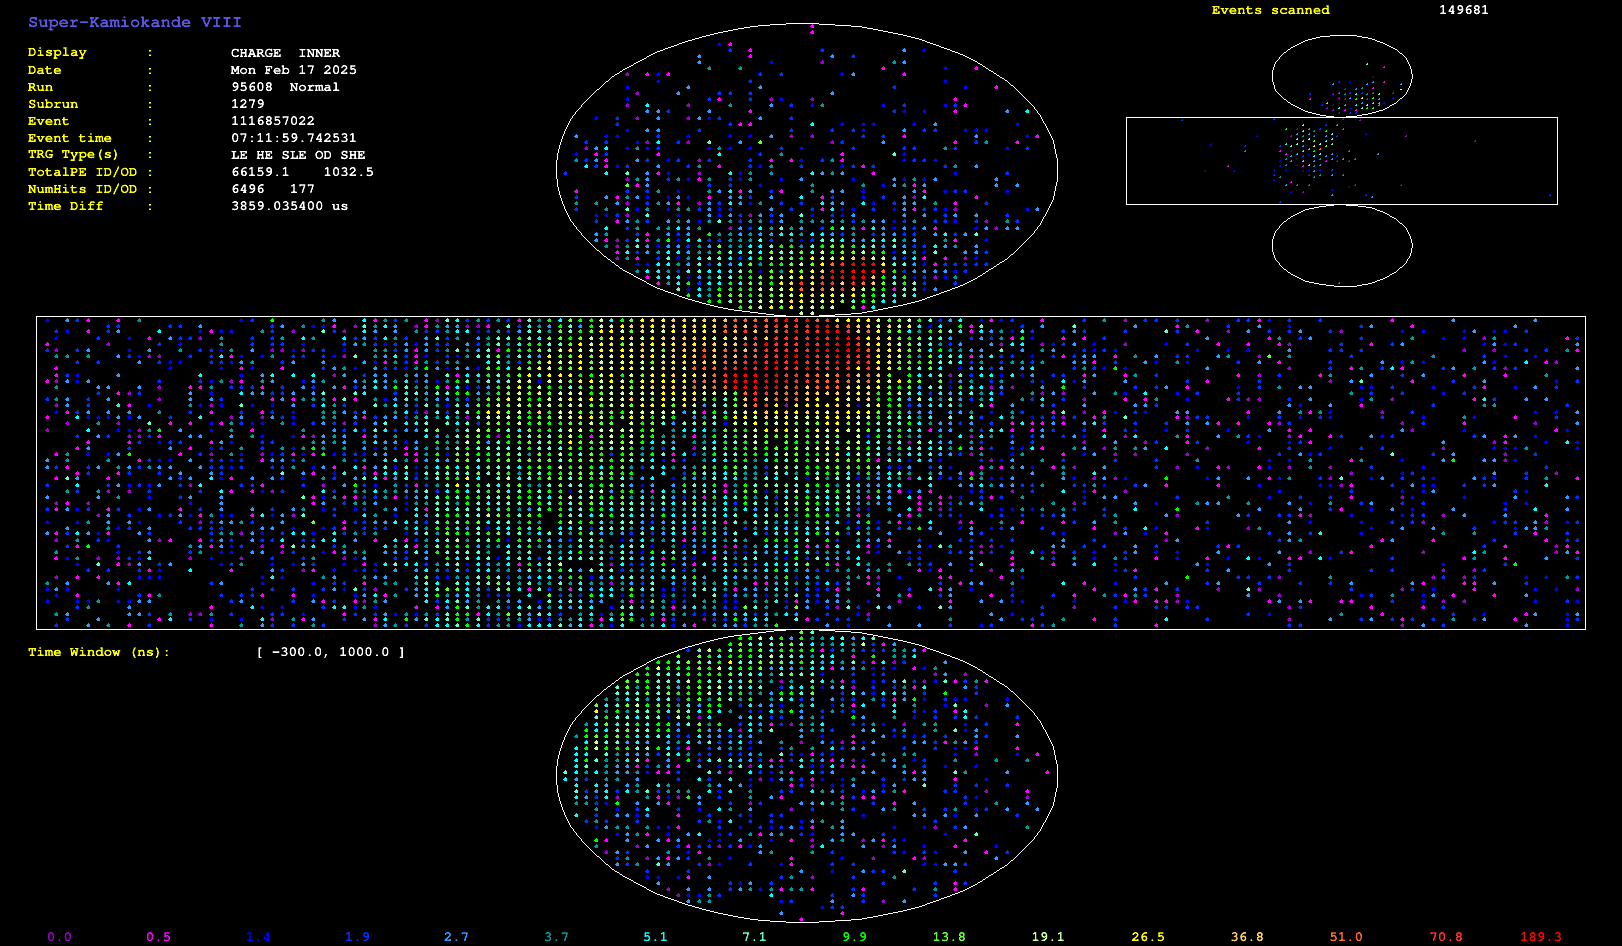 Super-Kamiokande VIII
Events scanned 149681
Display : CHARGE INNER
Date : Mon Feb 17 2025
Run : 95608 Normal
Subrun : 1279
Event : 1116857022
Event time : 07:11:59.742531
TRG Type(s) : LE HE SLE OD SHE
TotalPE ID/OD : 66159.1 1032.5
NumHits ID/OD : 6496 177
Time Diff : 3859.035400 us
Time Window (ns): [ -300.0, 1000.0 ]
0.0 0.5 1.4 1.9 2.7 3.7 5.1 7.1 9.9 13.8 19.1 26.5 36.8 51.0 70.8 189.3